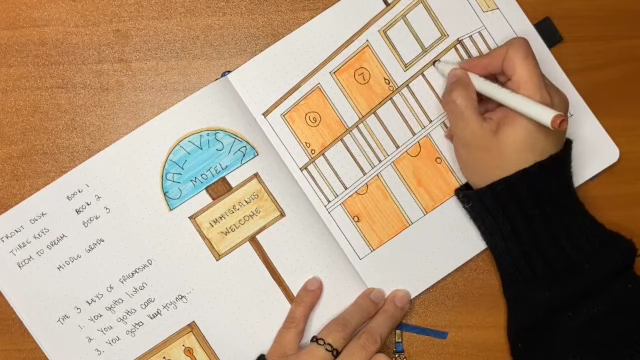 FRONT DESK BOOK 1
THREE KEYS BOOK 2
ROOM TO DREAM BOOK 3
MIDDLE GRADE
THE 3 KEYS OF FRIENDSHIP:
1. YOU GOTTA LISTEN
2. YOU GOTTA CARE
3. YOU GOTTA KEEP TRYING...
CALIVISTA
MOTEL
IMMIGRANTS
WELCOME
6
7